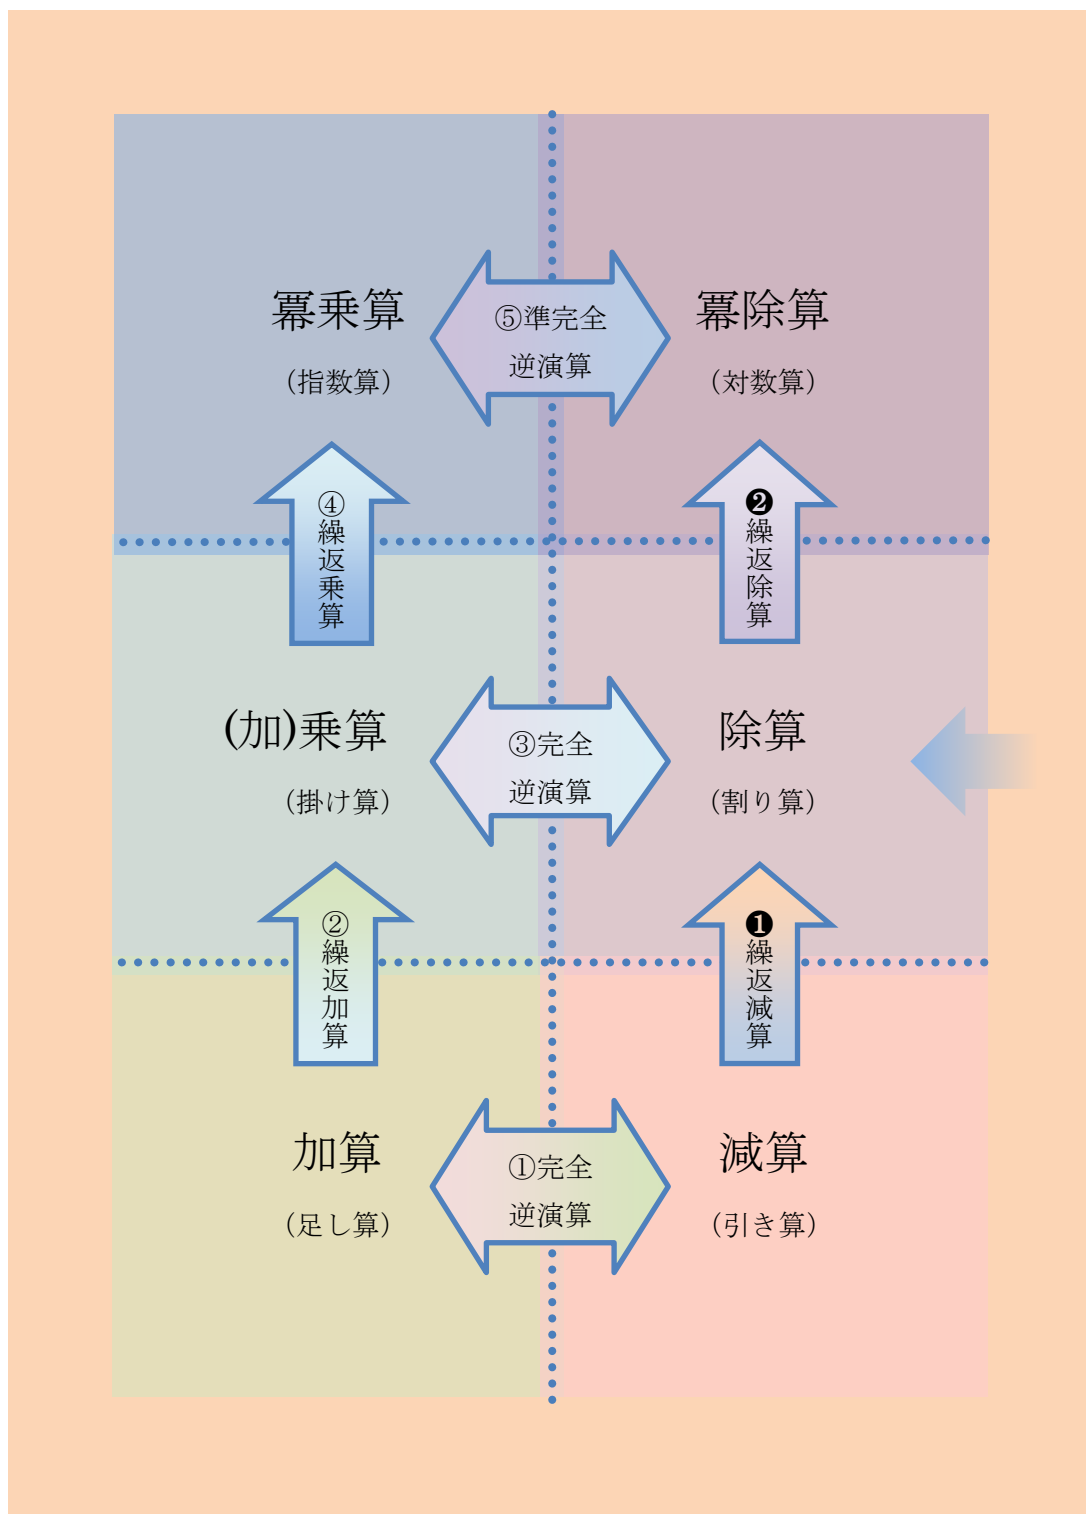 冪乗算
(指数算)
⑤準完全
逆演算
冪除算
(対数算)
④繰返乗算
❷繰返除算
(加)乗算
(掛け算)
③完全
逆演算
除算
(割り算)
②繰返加算
❶繰返減算
加算
(足し算)
①完全
逆演算
減算
(引き算)